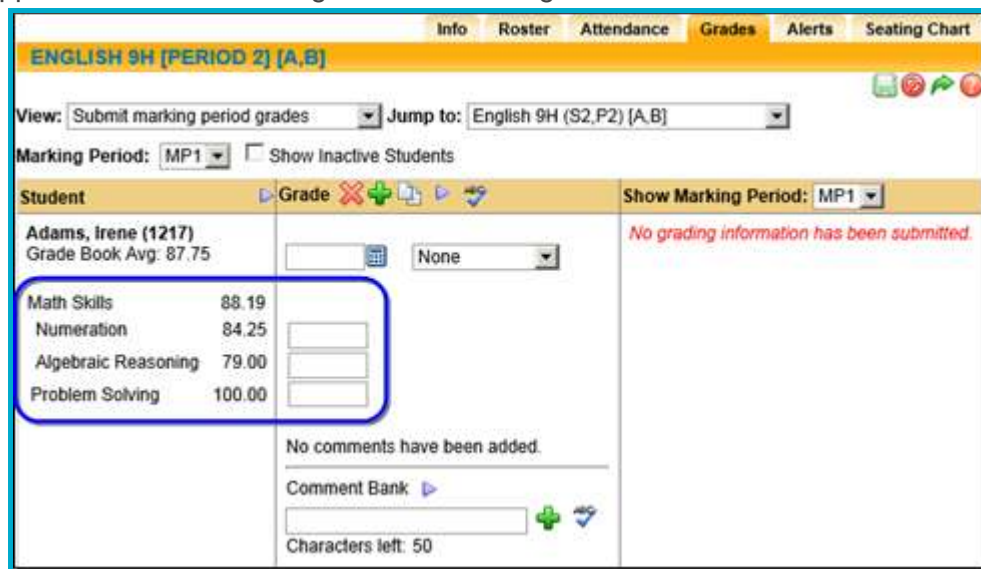 Info Roster Attendance Grades Alerts Seating Chart
ENGLISH 9H [PERIOD 2] [A,B]
View: Submit marking period grades Jump to: English 9H (S2,P2) [A,B]
Marking Period: MP1 Show Inactive Students
Student Grade Show Marking Period: MP1
Adams, Irene (1217) No grading information has been submitted.
Grade Book Avg: 87.75 None
Math Skills 88.19
Numeration 84.25
Algebraic Reasoning 79.00
Problem Solving 100.00
No comments have been added.
Comment Bank
Characters left: 50